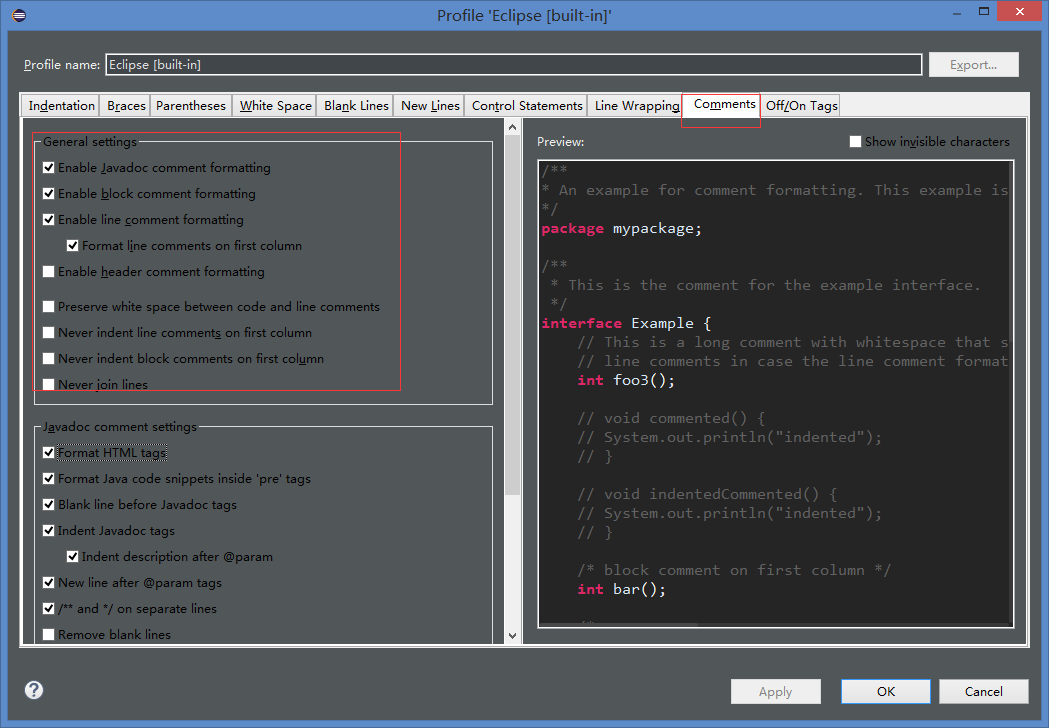 Profile 'Eclipse [built-in]'
Profile name: Eclipse [built-in] Export...
Indentation Braces Parentheses White Space Blank Lines New Lines Control Statements Line Wrapping Comments Off/On Tags
General settings
Enable Javadoc comment formatting
Enable block comment formatting
Enable line comment formatting
Format line comments on first column
Enable header comment formatting
Preserve white space between code and line comments
Never indent line comments on first column
Never indent block comments on first column
Never join lines
Javadoc comment settings
Format HTML tags
Format Java code snippets inside 'pre' tags
Blank line before Javadoc tags
Indent Javadoc tags
Indent description after @param
New line after @param tags
/** and */ on separate lines
Remove blank lines
Preview: Show invisible characters
/**
* An example for comment formatting. This example is
*/
package mypackage;
/**
* This is the comment for the example interface.
*/
interface Example {
// This is a long comment with whitespace that s
// line comments in case the line comment format
int foo3();
// void commented() {
// System.out.println("indented");
// }
// void indentedCommented() {
// System.out.println("indented");
// }
/* block comment on first column */
int bar();
?
Apply OK Cancel